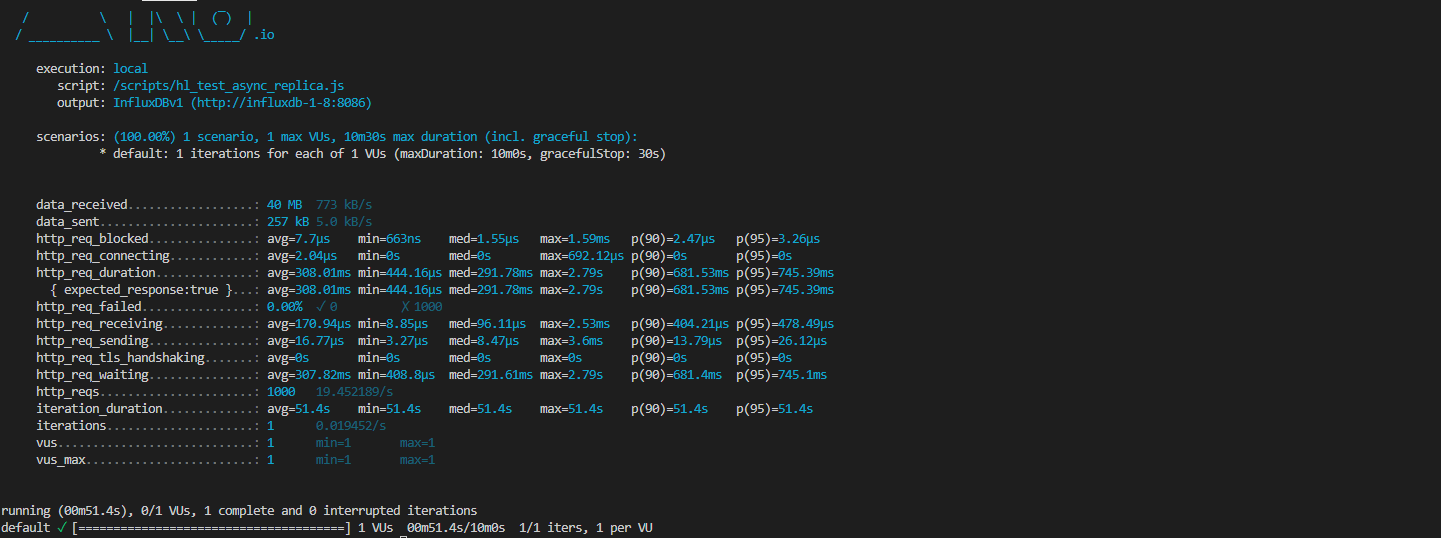 / \ | |\ \ | (‾) |
/ __________ \ |__| \__\ \_____/ .io
execution: local
script: /scripts/hl_test_async_replica.js
output: InfluxDBv1 (http://influxdb-1-8:8086)
scenarios: (100.00%) 1 scenario, 1 max VUs, 10m30s max duration (incl. graceful stop):
* default: 1 iterations for each of 1 VUs (maxDuration: 10m0s, gracefulStop: 30s)
data_received..................: 40 MB 773 kB/s
data_sent......................: 257 kB 5.0 kB/s
http_req_blocked...............: avg=7.7µs min=663ns med=1.55µs max=1.59ms p(90)=2.47µs p(95)=3.26µs
http_req_connecting............: avg=2.04µs min=0s med=0s max=692.12µs p(90)=0s p(95)=0s
http_req_duration..............: avg=308.01ms min=444.16µs med=291.78ms max=2.79s p(90)=681.53ms p(95)=745.39ms
{ expected_response:true }...: avg=308.01ms min=444.16µs med=291.78ms max=2.79s p(90)=681.53ms p(95)=745.39ms
http_req_failed................: 0.00% ✓ 0 ✗ 1000
http_req_receiving.............: avg=170.94µs min=8.85µs med=96.11µs max=2.53ms p(90)=404.21µs p(95)=478.49µs
http_req_sending...............: avg=16.77µs min=3.27µs med=8.47µs max=3.6ms p(90)=13.79µs p(95)=26.12µs
http_req_tls_handshaking.......: avg=0s min=0s med=0s max=0s p(90)=0s p(95)=0s
http_req_waiting...............: avg=307.82ms min=408.8µs med=291.61ms max=2.79s p(90)=681.4ms p(95)=745.1ms
http_reqs......................: 1000 19.452189/s
iteration_duration.............: avg=51.4s min=51.4s med=51.4s max=51.4s p(90)=51.4s p(95)=51.4s
iterations.....................: 1 0.019452/s
vus............................: 1 min=1 max=1
vus_max........................: 1 min=1 max=1
running (00m51.4s), 0/1 VUs, 1 complete and 0 interrupted iterations
default ✓ [======================================] 1 VUs 00m51.4s/10m0s 1/1 iters, 1 per VU